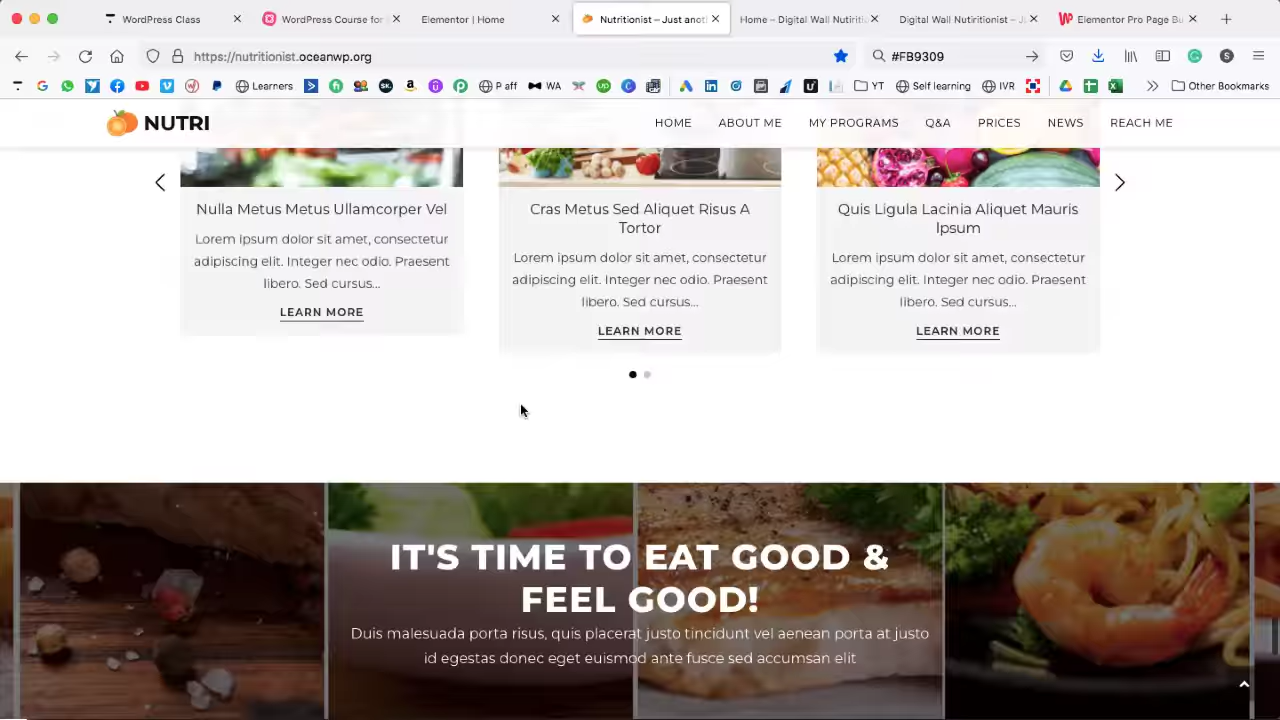 WordPress Class
WordPress Course for
Elementor | Home
Nutritionist – Just anot
Home – Digital Wall Nutiritic
Digital Wall Nutiritionist – J
Elementor Pro Page Bu
https://nutritionist.oceanwp.org
#FB9309
S
Learners
P aff
WA
YT
Self learning
IVR
Other Bookmarks
NUTRI
HOME
ABOUT ME
MY PROGRAMS
Q&A
PRICES
NEWS
REACH ME
Nulla Metus Metus Ullamcorper Vel
Lorem ipsum dolor sit amet, consectetur
adipiscing elit. Integer nec odio. Praesent
libero. Sed cursus...
LEARN MORE
Cras Metus Sed Aliquet Risus A
Tortor
Lorem ipsum dolor sit amet, consectetur
adipiscing elit. Integer nec odio. Praesent
libero. Sed cursus...
LEARN MORE
Quis Ligula Lacinia Aliquet Mauris
Ipsum
Lorem ipsum dolor sit amet, consectetur
adipiscing elit. Integer nec odio. Praesent
libero. Sed cursus...
LEARN MORE
IT'S TIME TO EAT GOOD &
FEEL GOOD!
Duis malesuada porta risus, quis placerat justo tincidunt vel aenean porta at justo
id egestas donec eget euismod ante fusce sed accumsan elit